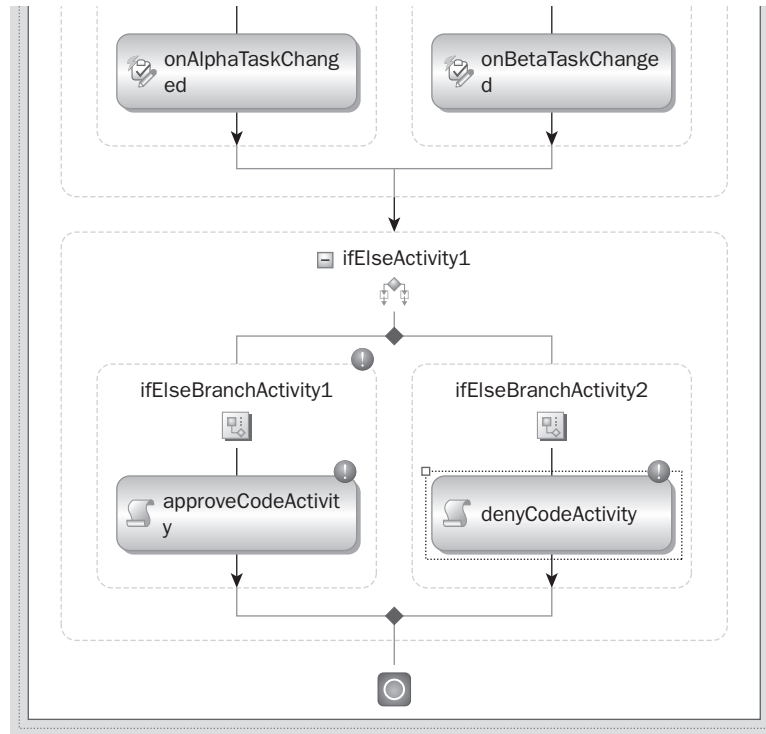 onAlphaTaskChang
ed
onBetaTaskChange
d
ifElseActivity1
ifElseBranchActivity1
ifElseBranchActivity2
approveCodeActivit
y
denyCodeActivity